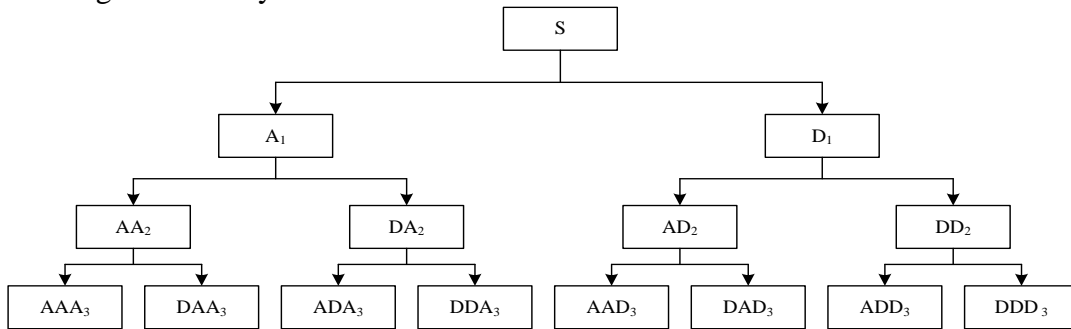 S
A₁ D₁
AA₂ DA₂ AD₂ DD₂
AAA₃ DAA₃ ADA₃ DDA₃ AAD₃ DAD₃ ADD₃ DDD₃